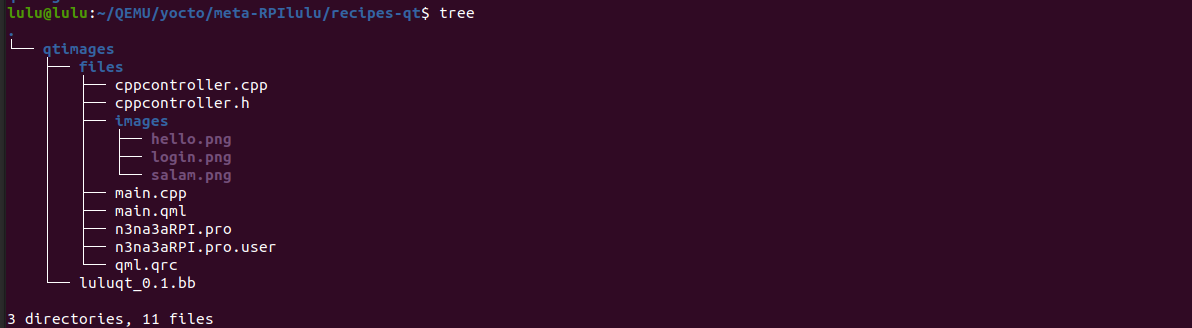 lulu@lulu:~/QEMU/yocto/meta-RPIlulu/recipes-qt$ tree
.
└── qtimages
    ├── files
    │   ├── cppcontroller.cpp
    │   ├── cppcontroller.h
    │   ├── images
    │   │   ├── hello.png
    │   │   ├── login.png
    │   │   └── salam.png
    │   ├── main.cpp
    │   ├── main.qml
    │   ├── n3na3aRPI.pro
    │   ├── n3na3aRPI.pro.user
    │   └── qml.qrc
    └── luluqt_0.1.bb
3 directories, 11 files